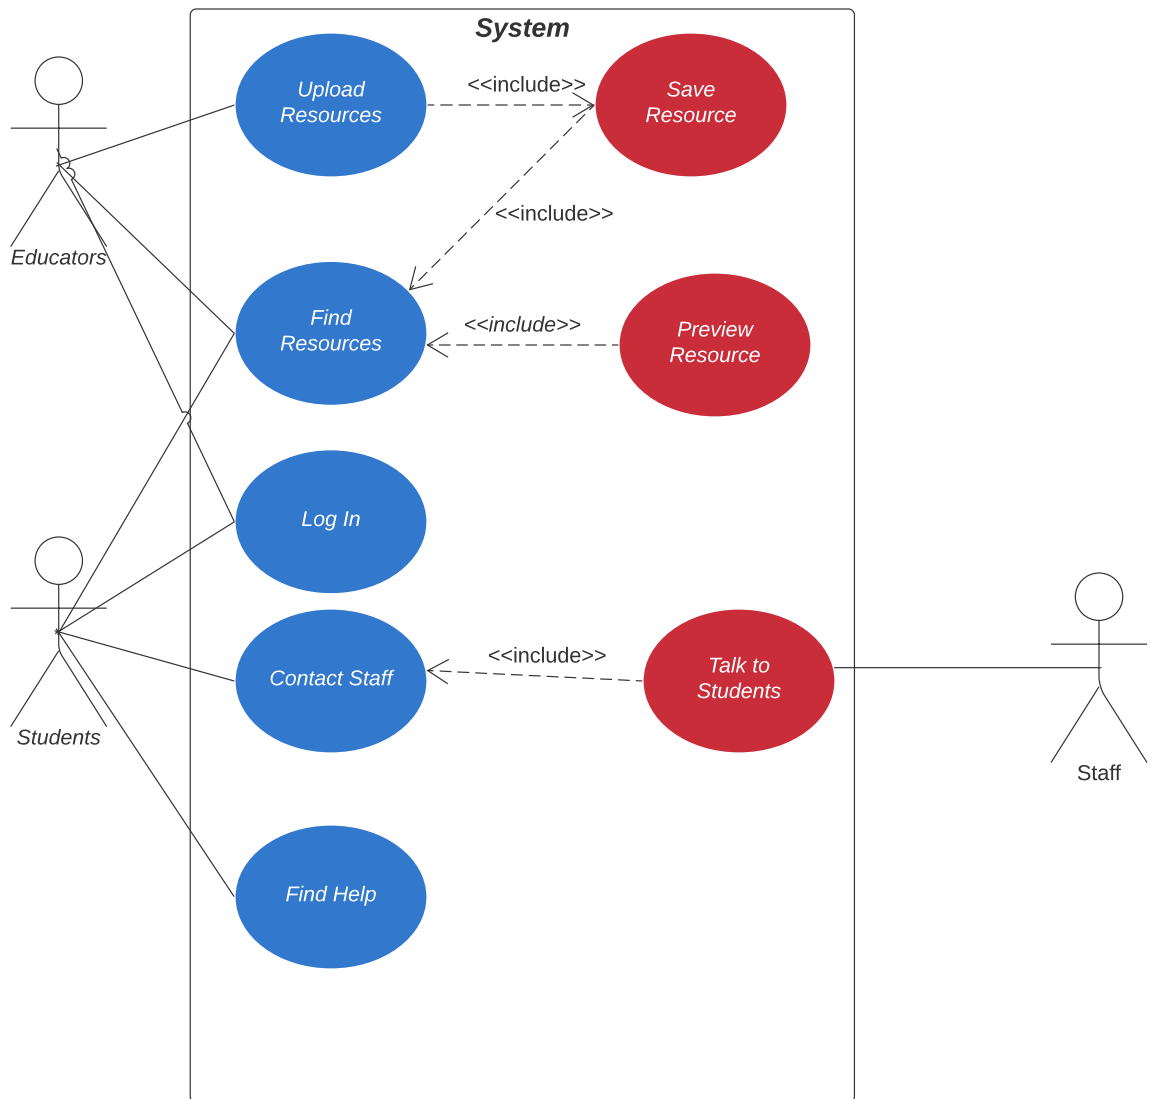 System
Upload
Resources
<<include>>
Save
Resource
Educators
<<include>>
Find
Resources
<<include>>
Preview
Resource
Log In
Students
Contact Staff
<<include>>
Talk to
Students
Staff
Find Help